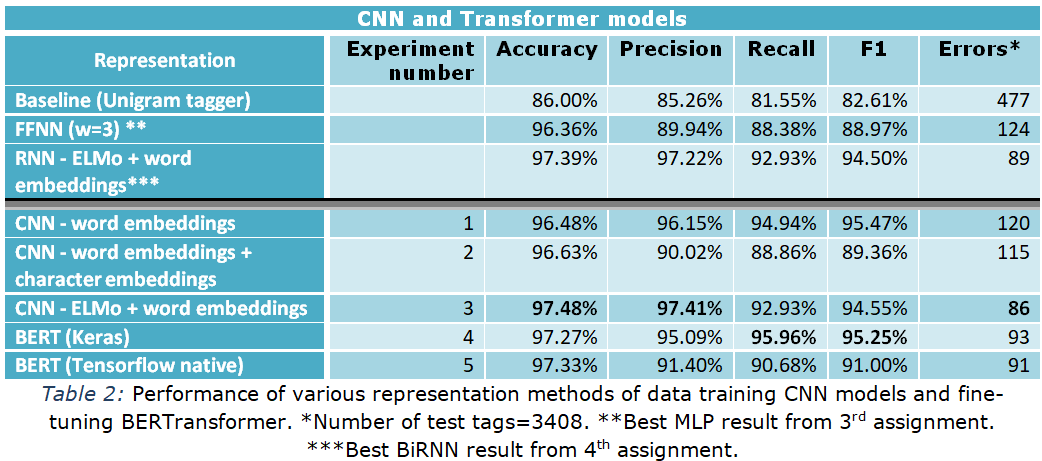 CNN and Transformer models
Representation Experiment number Accuracy Precision Recall F1 Errors*
Baseline (Unigram tagger) 86.00% 85.26% 81.55% 82.61% 477
FFNN (w=3) ** 96.36% 89.94% 88.38% 88.97% 124
RNN - ELMo + word embeddings*** 97.39% 97.22% 92.93% 94.50% 89
CNN - word embeddings 1 96.48% 96.15% 94.94% 95.47% 120
CNN - word embeddings + character embeddings 2 96.63% 90.02% 88.86% 89.36% 115
CNN - ELMo + word embeddings 3 97.48% 97.41% 92.93% 94.55% 86
BERT (Keras) 4 97.27% 95.09% 95.96% 95.25% 93
BERT (Tensorflow native) 5 97.33% 91.40% 90.68% 91.00% 91
Table 2: Performance of various representation methods of data training CNN models and fine-
tuning BERTransformer. *Number of test tags=3408. **Best MLP result from 3rd assignment.
***Best BiRNN result from 4th assignment.